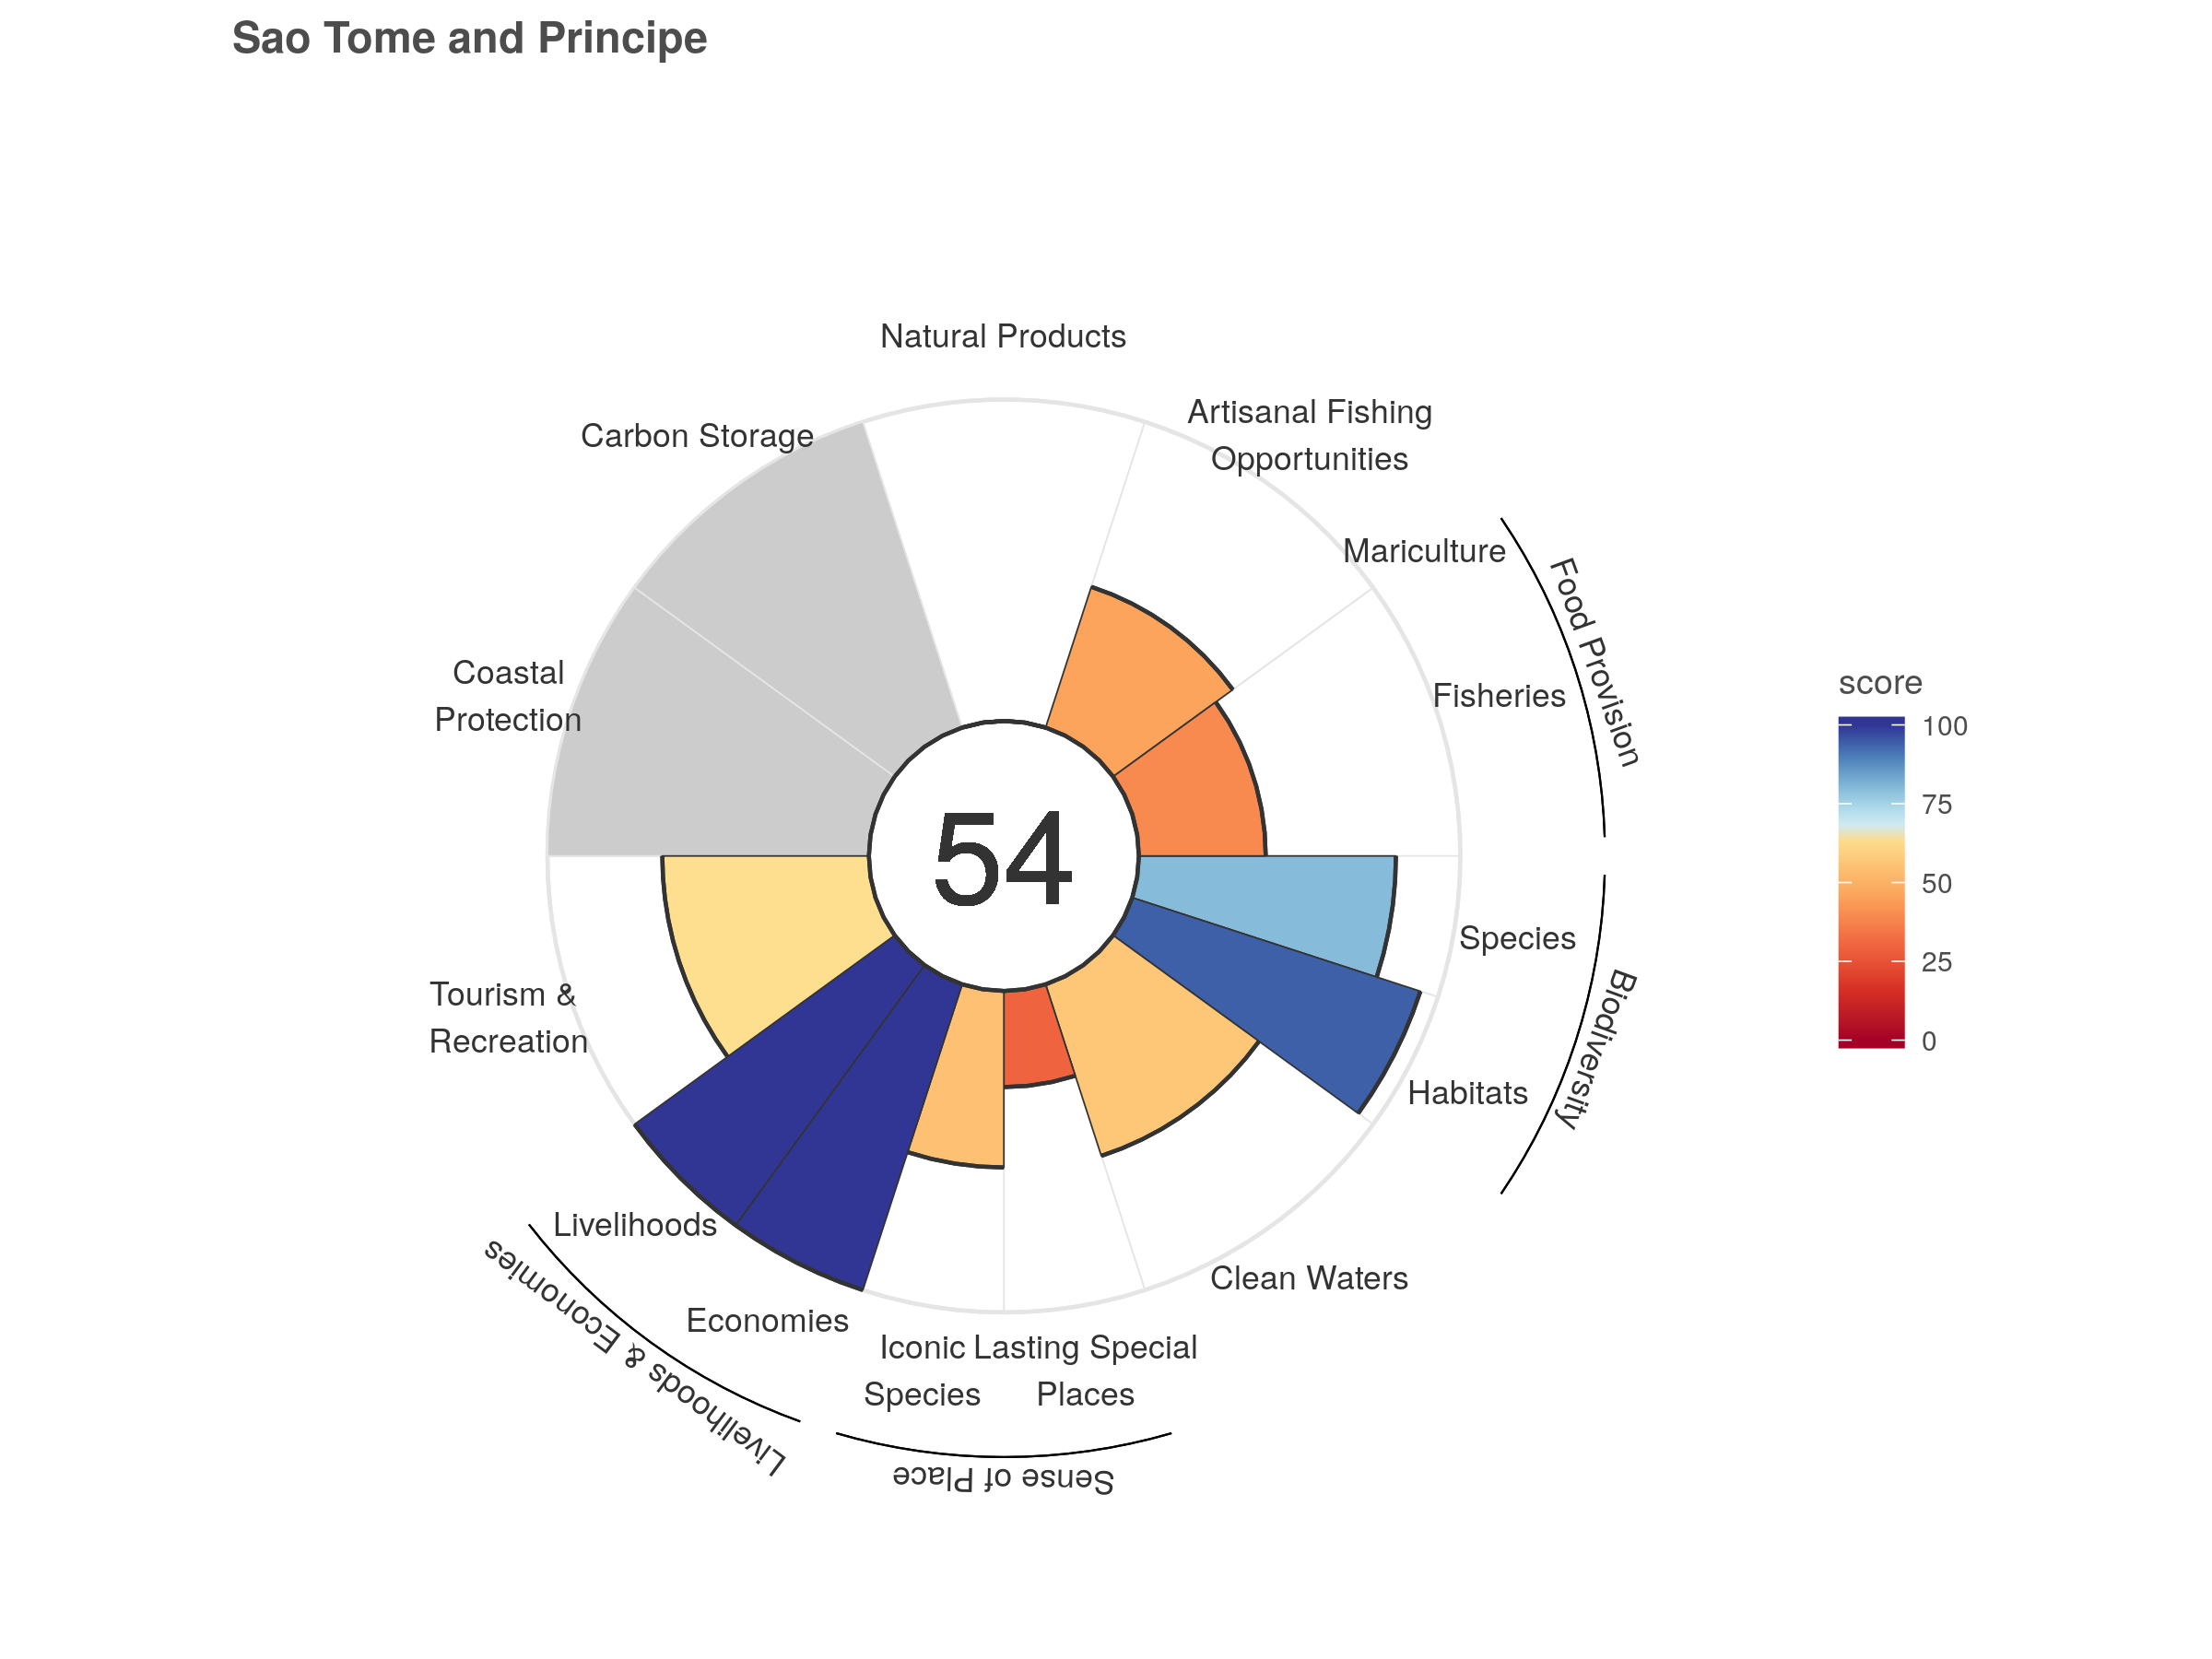 Sao Tome and Principe
Natural Products
Artisanal Fishing
Opportunities
Carbon Storage
Mariculture
Food Provision
Fisheries
Coastal
Protection
54
Species
Biodiversity
Habitats
Tourism &
Recreation
Livelihoods
Clean Waters
Economies
Livelihoods & Economies
Iconic
Species
Lasting Special
Places
Sense of Place
score
100
75
50
25
0